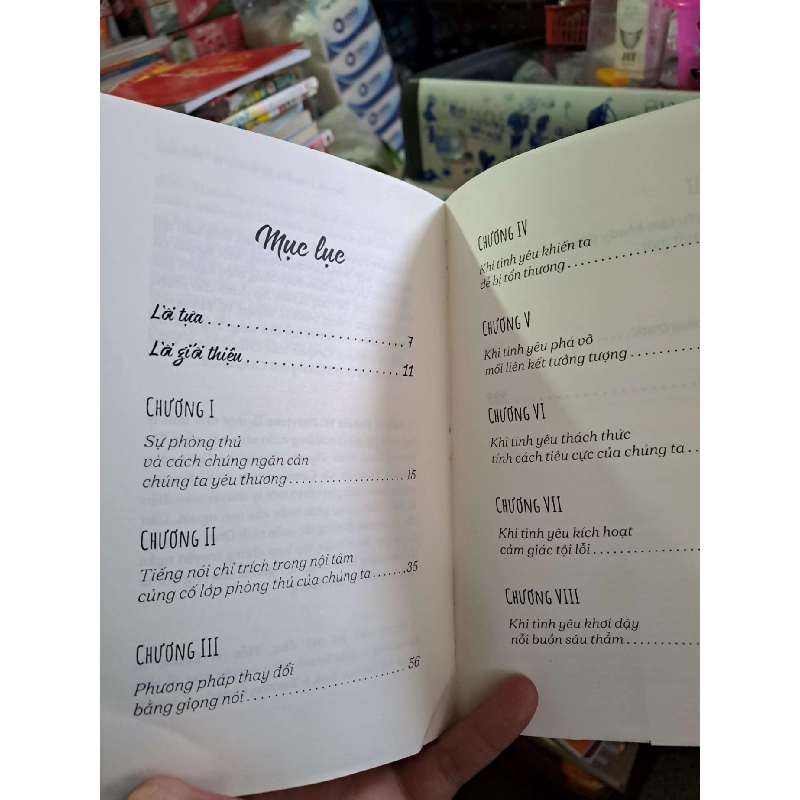 Mục lục
Lời tựa .......... 7
Lời giới thiệu .......... 11
CHƯƠNG I
Sự phòng thủ
và cách chúng ngăn cản
chúng ta yêu thương .......... 15
CHƯƠNG II
Tiếng nói chỉ trích trong nội tâm
củng cố lớp phòng thủ của chúng ta .......35
CHƯƠNG III
Phương pháp thay đổi
bằng giọng nói .......... 56
CHƯƠNG IV
Khi tình yêu khiến ta
dễ bị tổn thương ..........
CHƯƠNG V
Khi tình yêu phá vỡ
mối liên kết tưởng tượng ..........
CHƯƠNG VI
Khi tình yêu thách thức
tính cách tiêu cực của chúng ta ..
CHƯƠNG VII
Khi tình yêu kích hoạt
cảm giác tội lỗi ..........
CHƯƠNG VIII
Khi tình yêu khơi dậy
nỗi buồn sâu thẳm ..........